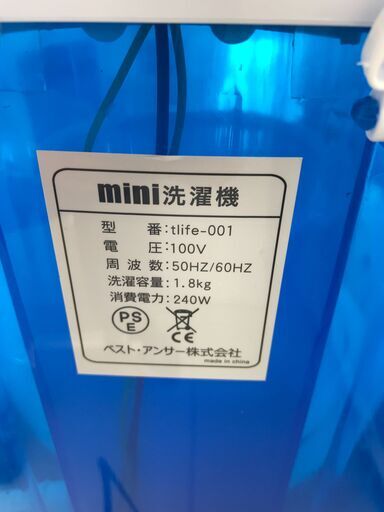 mini洗濯機
型番:tlife-001
電圧:100V
周波数:50HZ/60HZ
洗濯容量:1.8kg
消費電力:240W
PS
E
CE
ベスト・アンサー株式会社
made in china